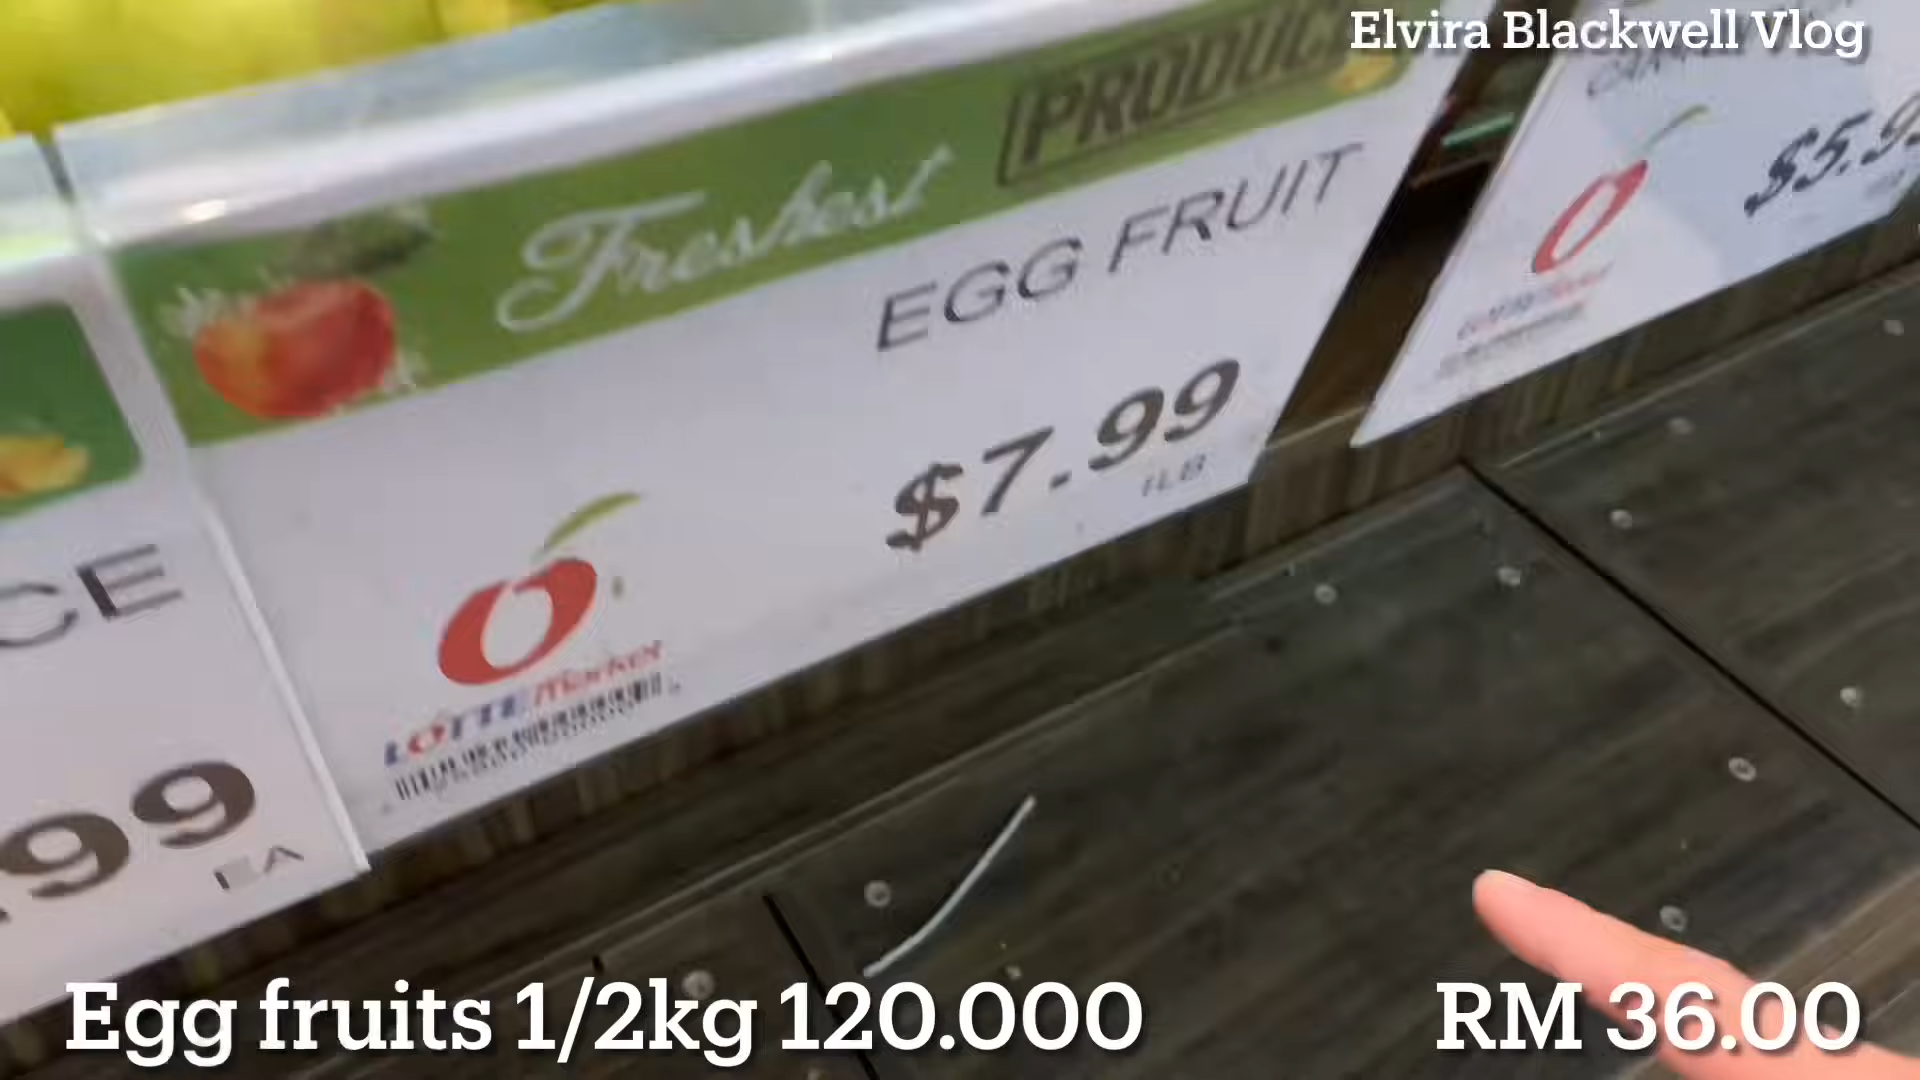 Elvira Blackwell Vlog
Freshest PRODUC
EGG FRUIT
$7.99
/LB
LOTTE Market
$5.9
CE
.99
EA
Egg fruits 1/2kg 120.000
RM 36.00